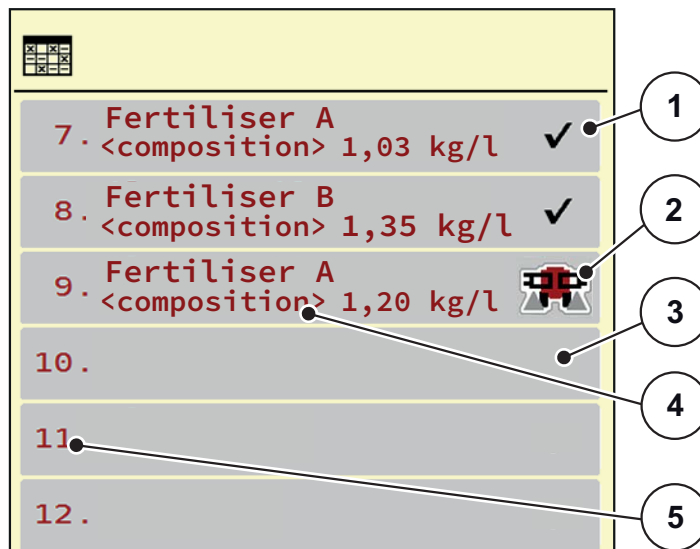 7. Fertiliser A
<composition> 1,03 kg/l
1
8. Fertiliser B
<composition> 1,35 kg/l
2
9. Fertiliser A
<composition> 1,20 kg/l
3
10.
4
11
12.
5